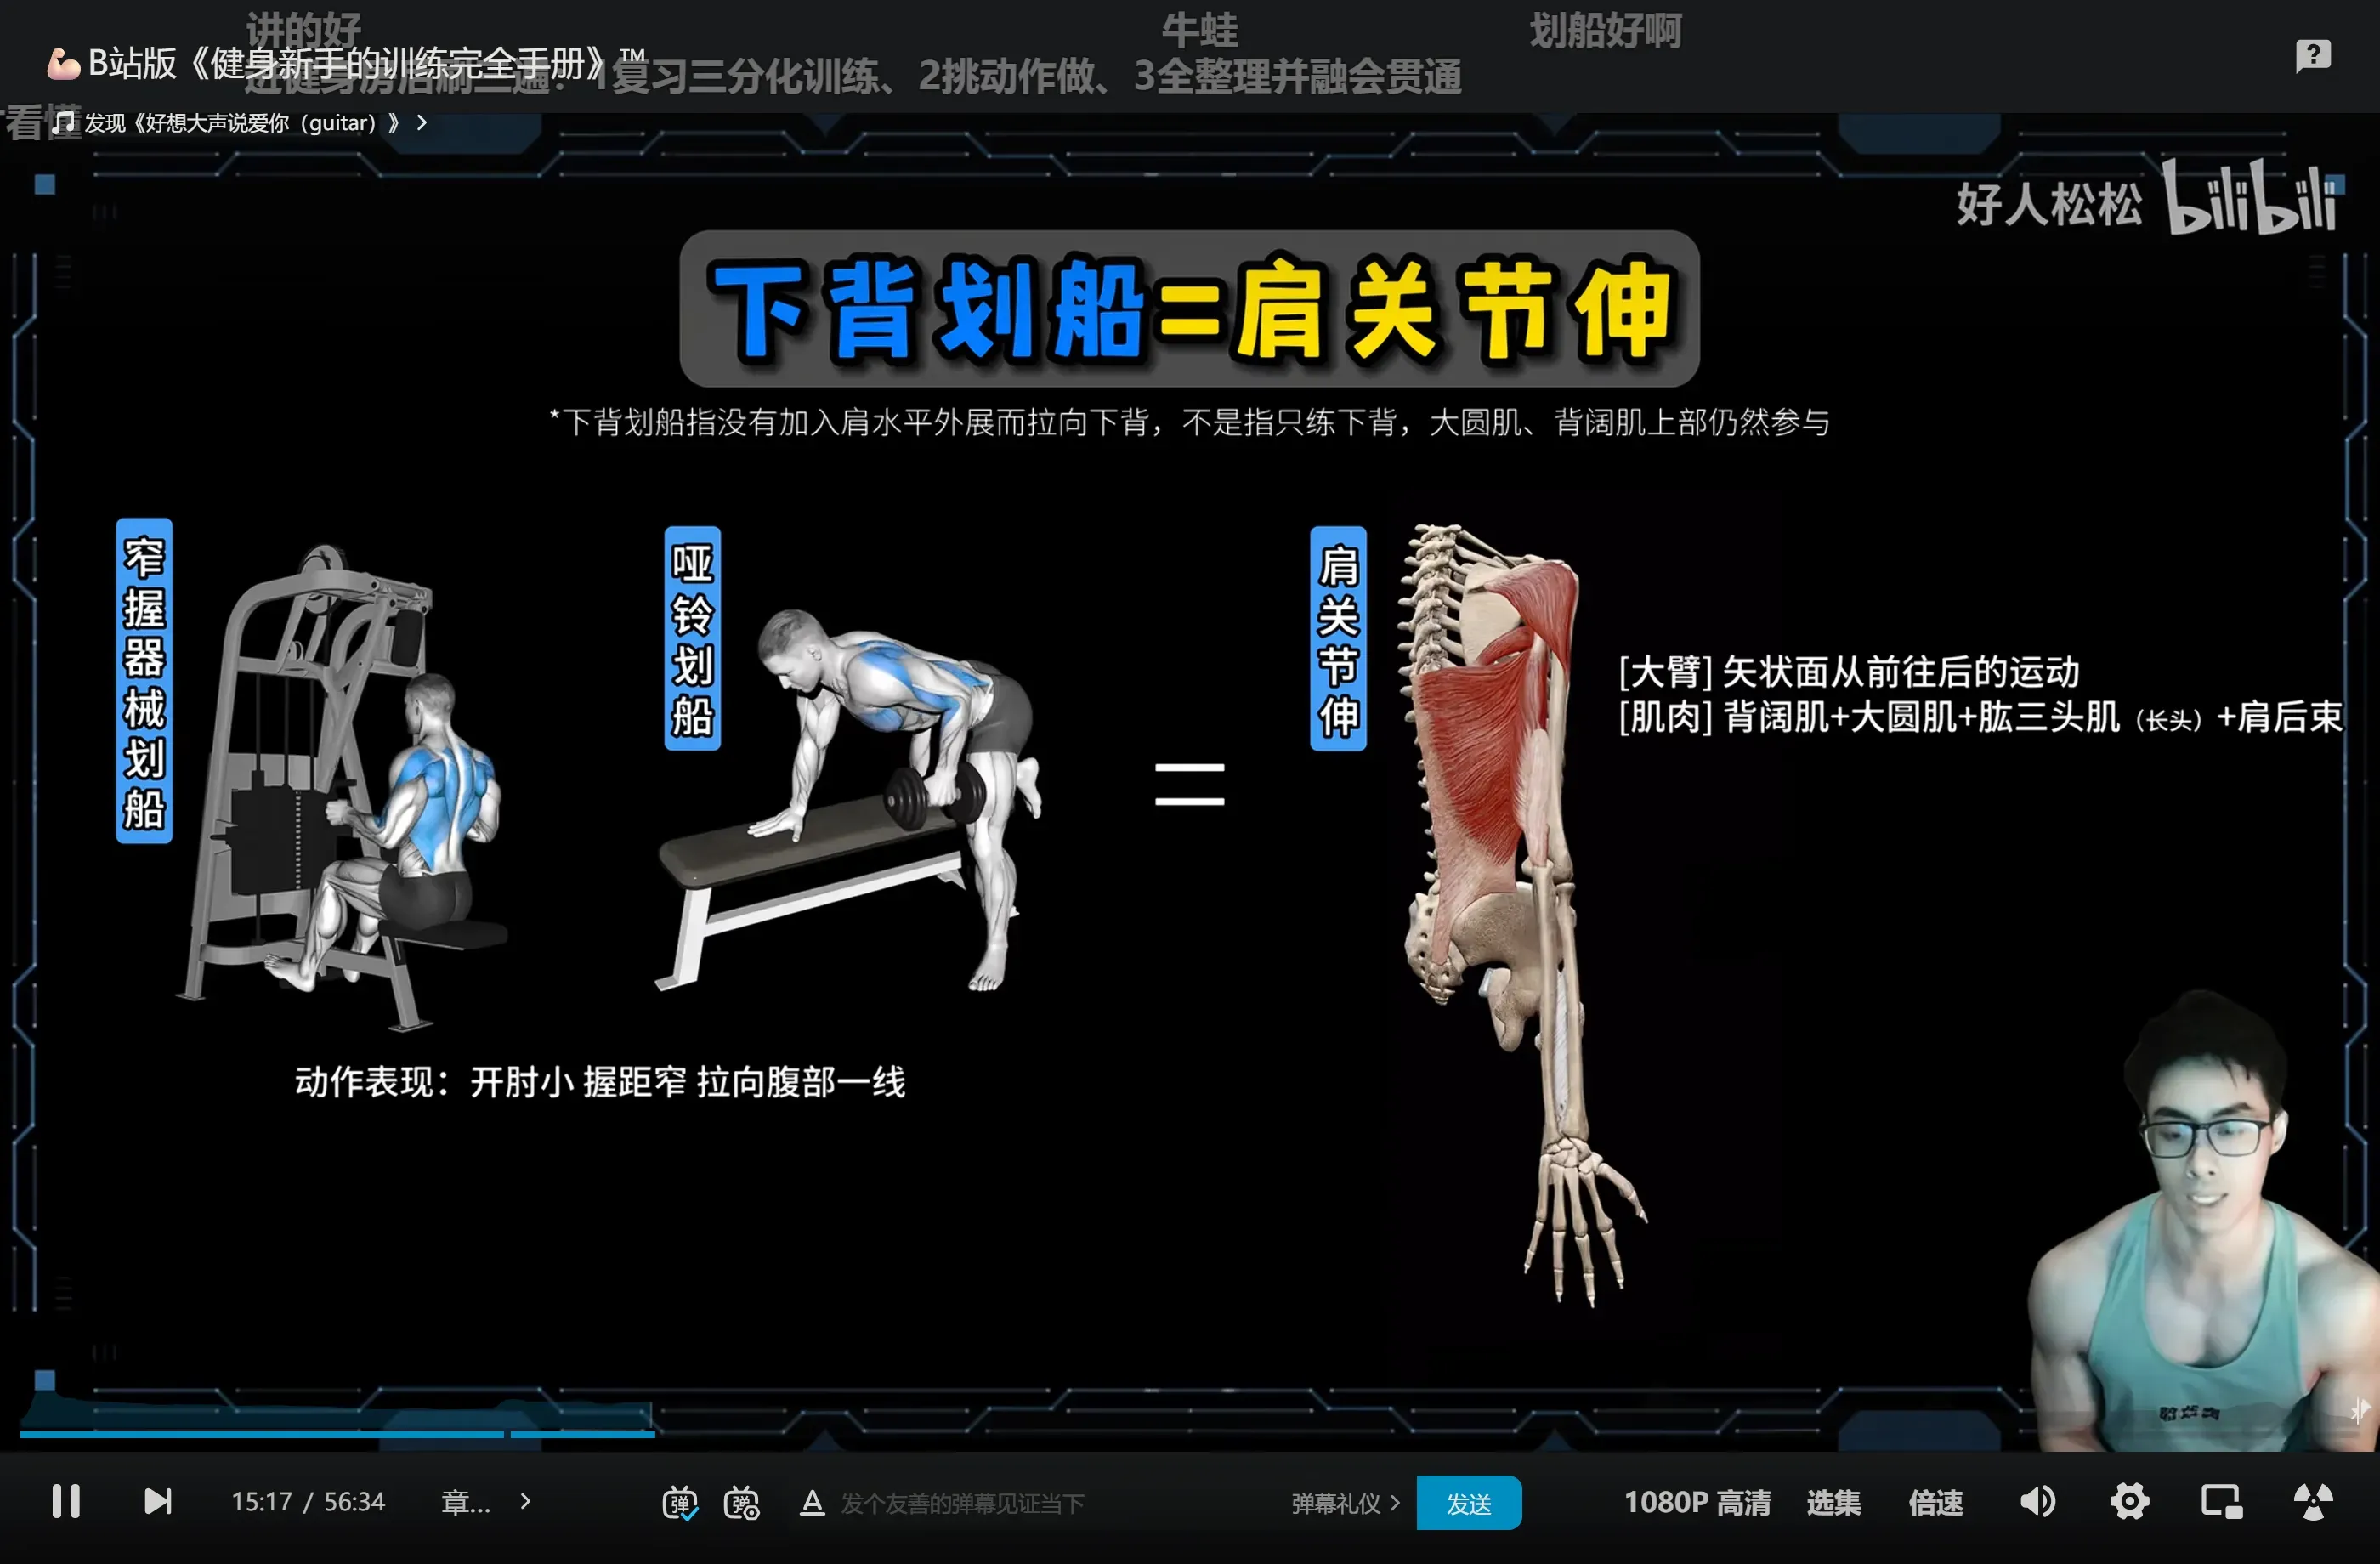 讲的好
牛蛙
划船好啊
B站版《健身新手的训练完全手册》™
进健身房后刷三遍：1复习三分化训练、2挑动作做、3全整理并融会贯通
看懂
发现《好想大声说爱你（guitar）》 >
好人松松 bilibili
下背划船=肩关节伸
*下背划船指没有加入肩水平外展而拉向下背，不是指只练下背，大圆肌、背阔肌上部仍然参与
窄握器械划船
哑铃划船
=
肩关节伸
[大臂] 矢状面从前往后的运动
[肌肉] 背阔肌+大圆肌+肱三头肌（长头）+肩后束
动作表现：开肘小 握距窄 拉向腹部一线
15:17 / 56:34
章... >
弹
弹
A
发个友善的弹幕见证当下
弹幕礼仪 >
发送
1080P 高清
选集
倍速